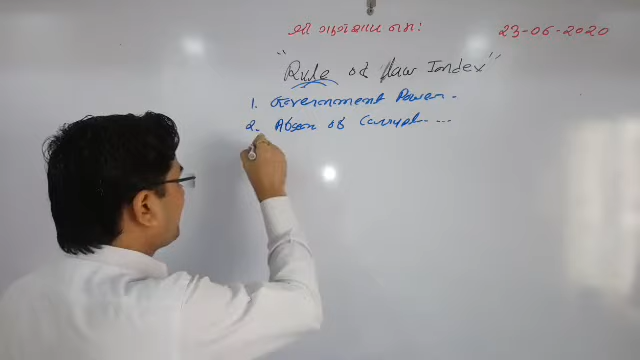 શ્રી ગણેશાય નમઃ
23-06-2020
"Rule of Law Index"
1. Government Power.
2. Absen of Corrupt....